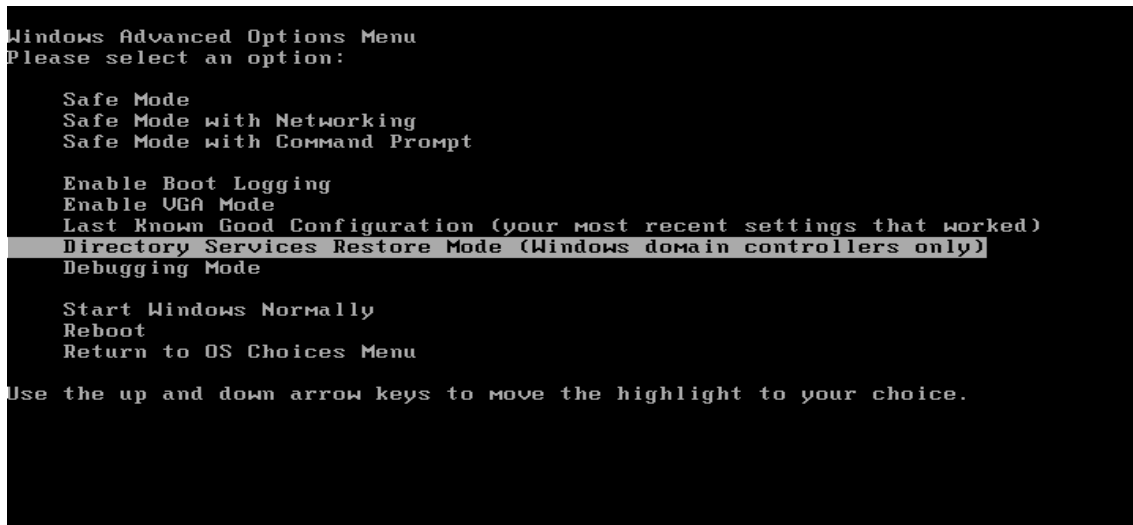 Windows Advanced Options Menu
Please select an option:
Safe Mode
Safe Mode with Networking
Safe Mode with Command Prompt
Enable Boot Logging
Enable VGA Mode
Last Known Good Configuration (your most recent settings that worked)
Directory Services Restore Mode (Windows domain controllers only)
Debugging Mode
Start Windows Normally
Reboot
Return to OS Choices Menu
Use the up and down arrow keys to move the highlight to your choice.